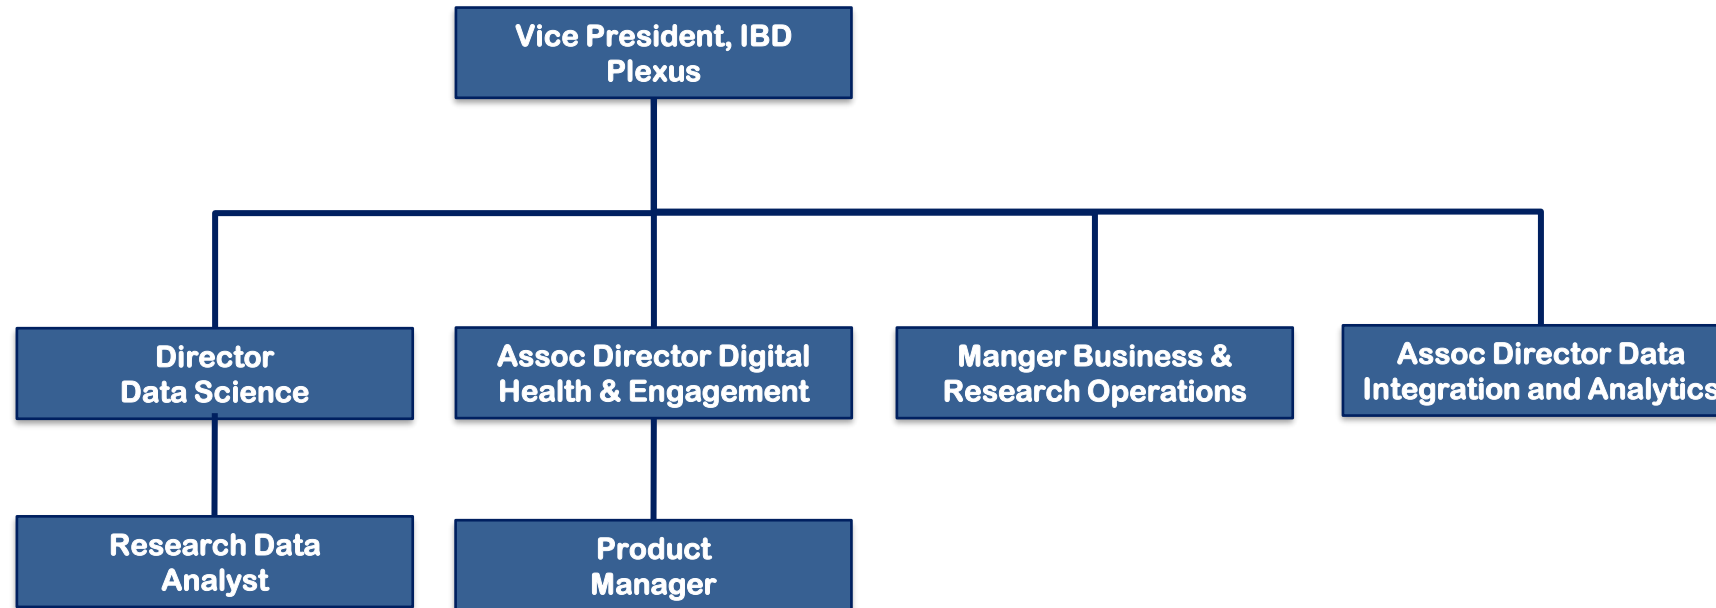 Vice President, IBD
Plexus
Director
Data Science
Assoc Director Digital
Health & Engagement
Manger Business &
Research Operations
Assoc Director Data
Integration and Analytics
Research Data
Analyst
Product
Manager